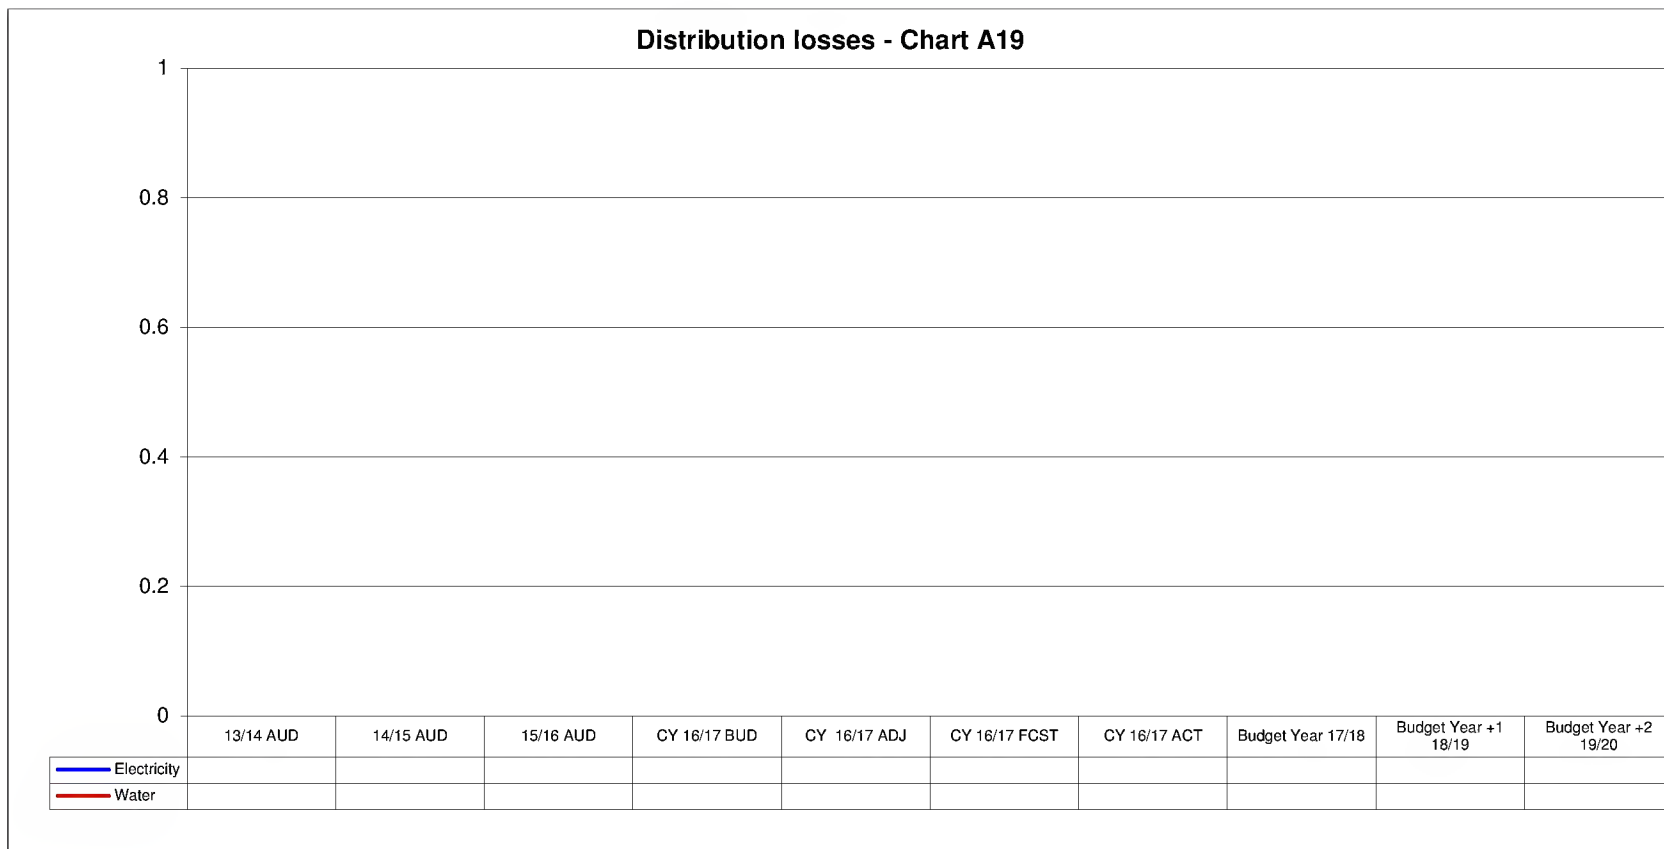 Distribution losses - Chart A19
1
0.8
0.6
0.4
0.2
0
13/14 AUD 14/15 AUD 15/16 AUD CY 16/17 BUD CY 16/17 ADJ CY 16/17 FCST CY 16/17 ACT Budget Year 17/18 Budget Year +1 Budget Year +2
18/19 19/20
Electricity
Water